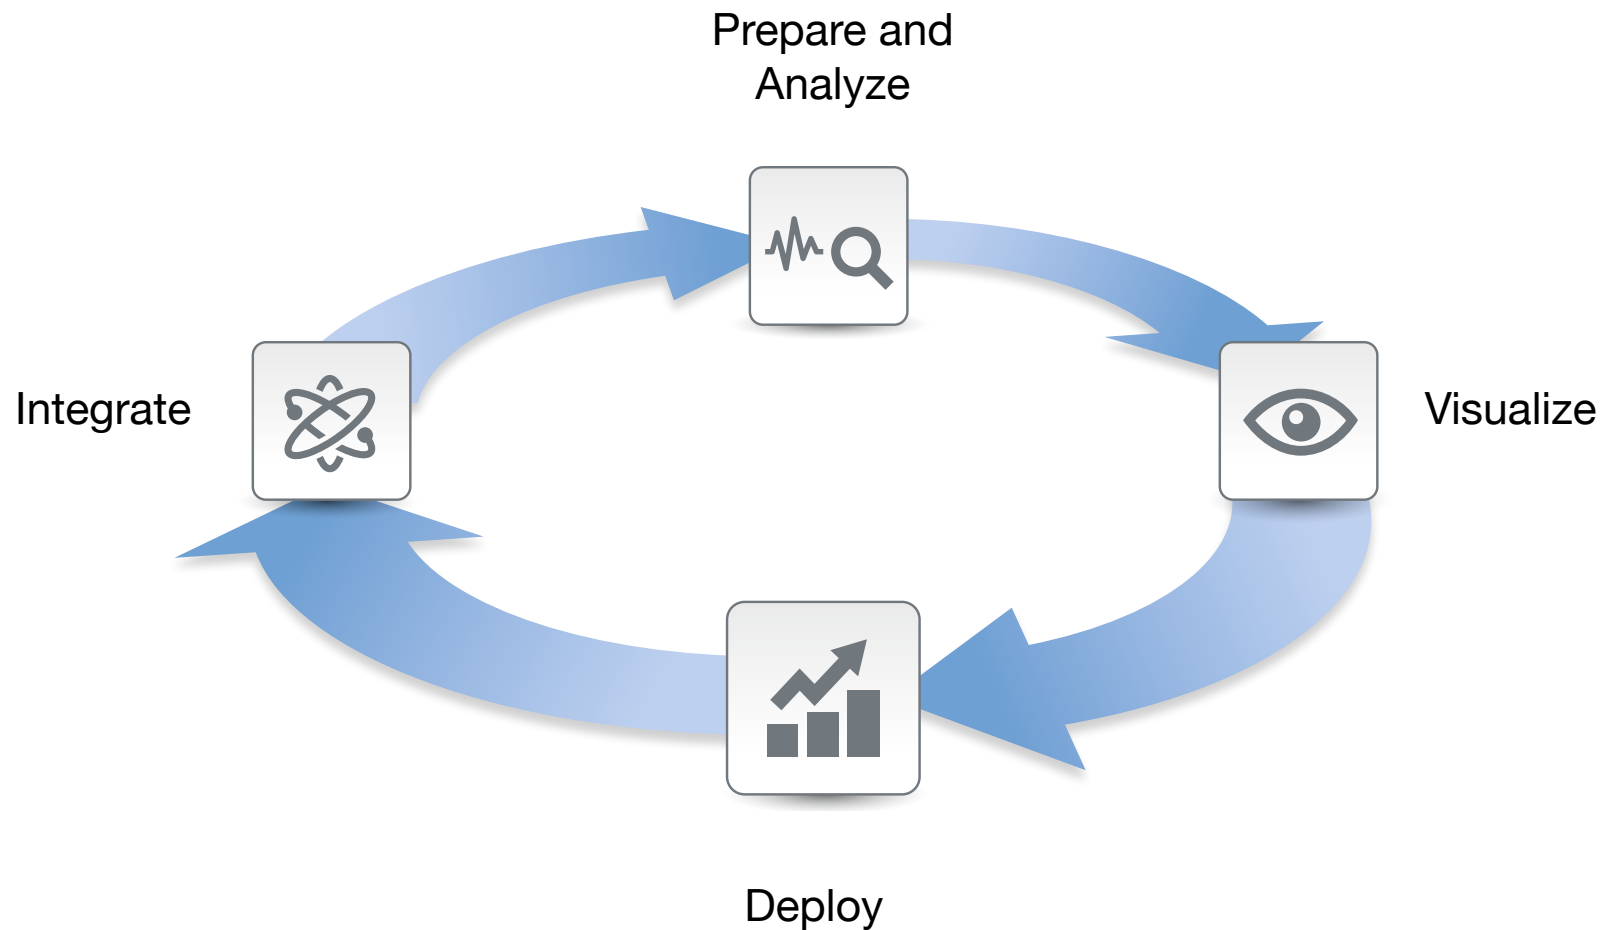 Prepare and
Analyze
Integrate
Visualize
Deploy